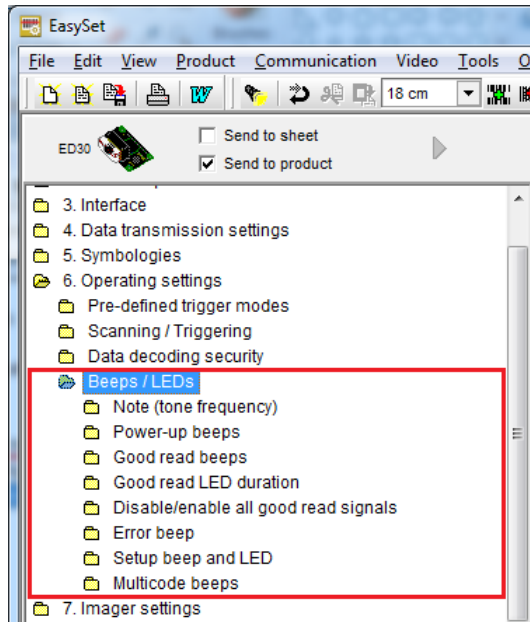 EasySet
File Edit View Product Communication Video Tools
18 cm
ED30
Send to sheet
Send to product
3. Interface
4. Data transmission settings
5. Symbologies
6. Operating settings
Pre-defined trigger modes
Scanning / Triggering
Data decoding security
Beeps / LEDs
Note (tone frequency)
Power-up beeps
Good read beeps
Good read LED duration
Disable/enable all good read signals
Error beep
Setup beep and LED
Multicode beeps
7. Imager settings